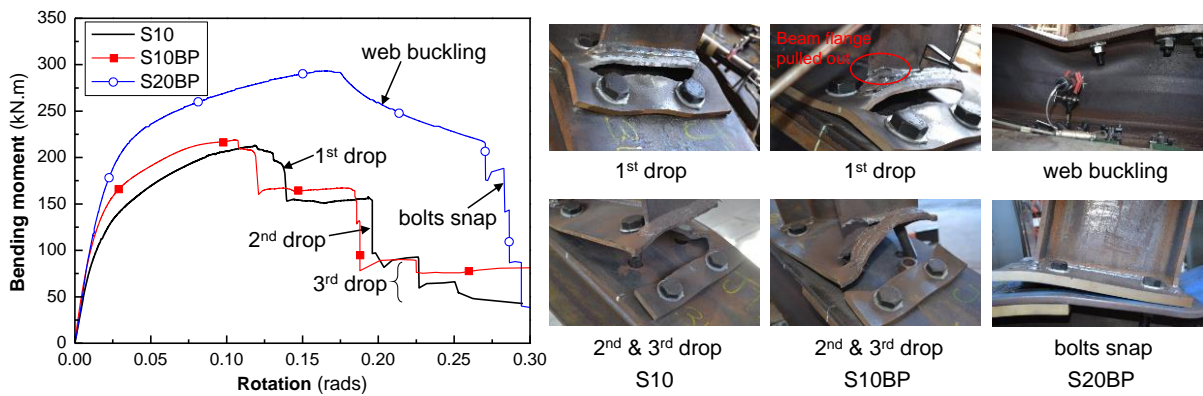 350
300
250
200
150
100
50
0
Bending moment (kN.m)
S10
S10BP
S20BP
web buckling
1st drop
2nd drop
3rd drop
bolts snap
0.00
0.05
0.10
0.15
0.20
0.25
0.30
Rotation (rads)
Beam flange
pulled out
1st drop
1st drop
web buckling
2nd & 3rd drop
2nd & 3rd drop
bolts snap
S10
S10BP
S20BP